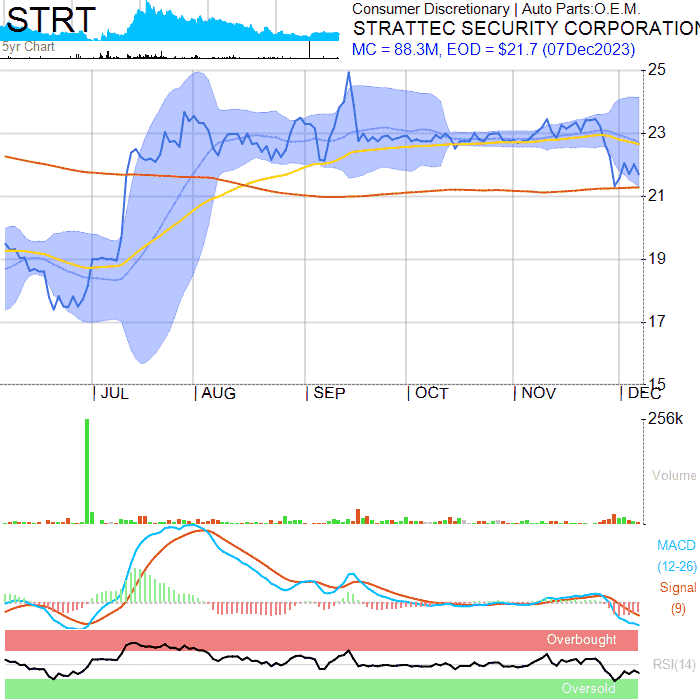 STRT
5yr Chart
Consumer Discretionary | Auto Parts:O.E.M.
STRATTEC SECURITY CORPORATION
MC = 88.3M, EOD = $21.7 (07Dec2023)
25
23
21
19
17
15
JUL AUG SEP OCT NOV DEC
256k
Volume
MACD
(12-26)
Signal
(9)
Overbought
RSI(14)
Oversold